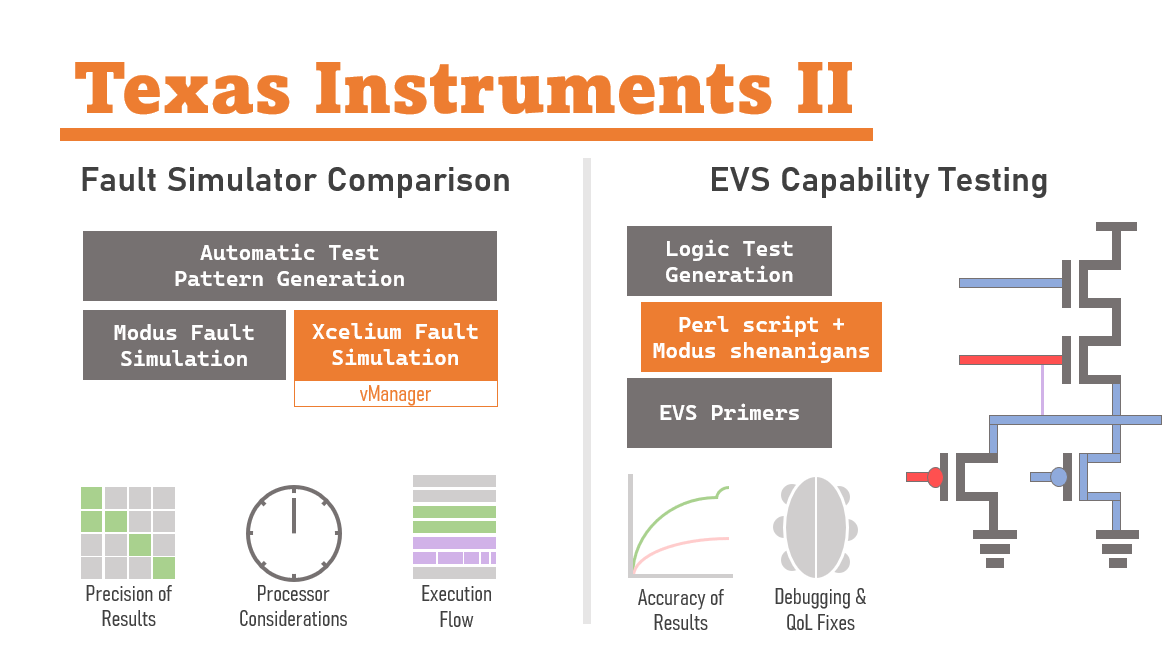 Texas Instruments II
Fault Simulator Comparison
Automatic Test
Pattern Generation
Modus Fault
Simulation
Xcelium Fault
Simulation
vManager
Precision of
Results
Processor
Considerations
Execution
Flow
EVS Capability Testing
Logic Test
Generation
Perl script +
Modus shenanigans
EVS Primers
Accuracy of
Results
Debugging &
QoL Fixes